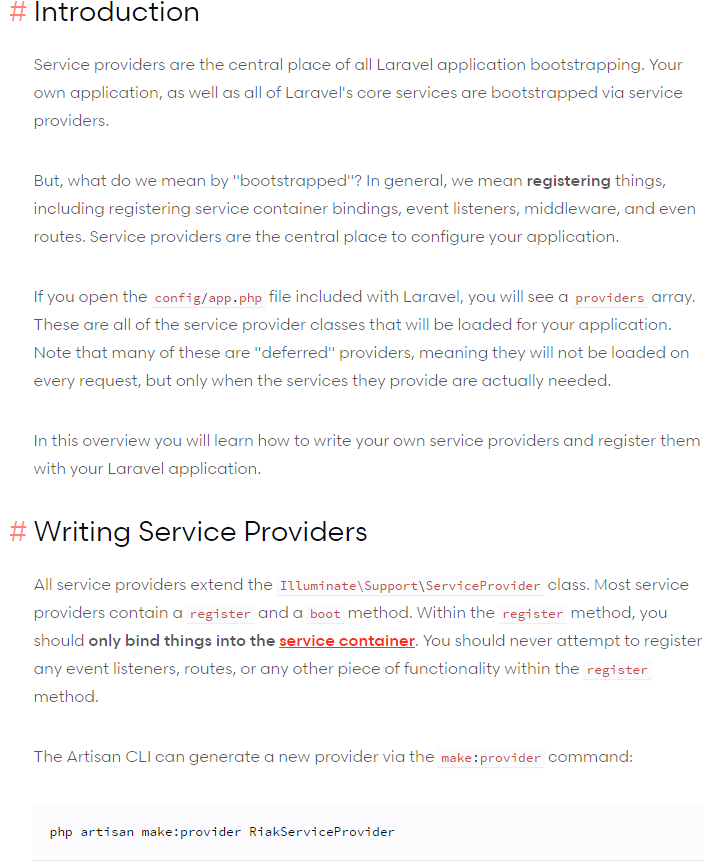 # Introduction
Service providers are the central place of all Laravel application bootstrapping. Your
own application, as well as all of Laravel's core services are bootstrapped via service
providers.
But, what do we mean by "bootstrapped"? In general, we mean registering things,
including registering service container bindings, event listeners, middleware, and even
routes. Service providers are the central place to configure your application.
If you open the config/app.php file included with Laravel, you will see a providers array.
These are all of the service provider classes that will be loaded for your application.
Note that many of these are "deferred" providers, meaning they will not be loaded on
every request, but only when the services they provide are actually needed.
In this overview you will learn how to write your own service providers and register them
with your Laravel application.
# Writing Service Providers
All service providers extend the Illuminate\Support\ServiceProvider class. Most service
providers contain a register and a boot method. Within the register method, you
should only bind things into the service container. You should never attempt to register
any event listeners, routes, or any other piece of functionality within the register
method.
The Artisan CLI can generate a new provider via the make:provider command:
php artisan make:provider RiakServiceProvider